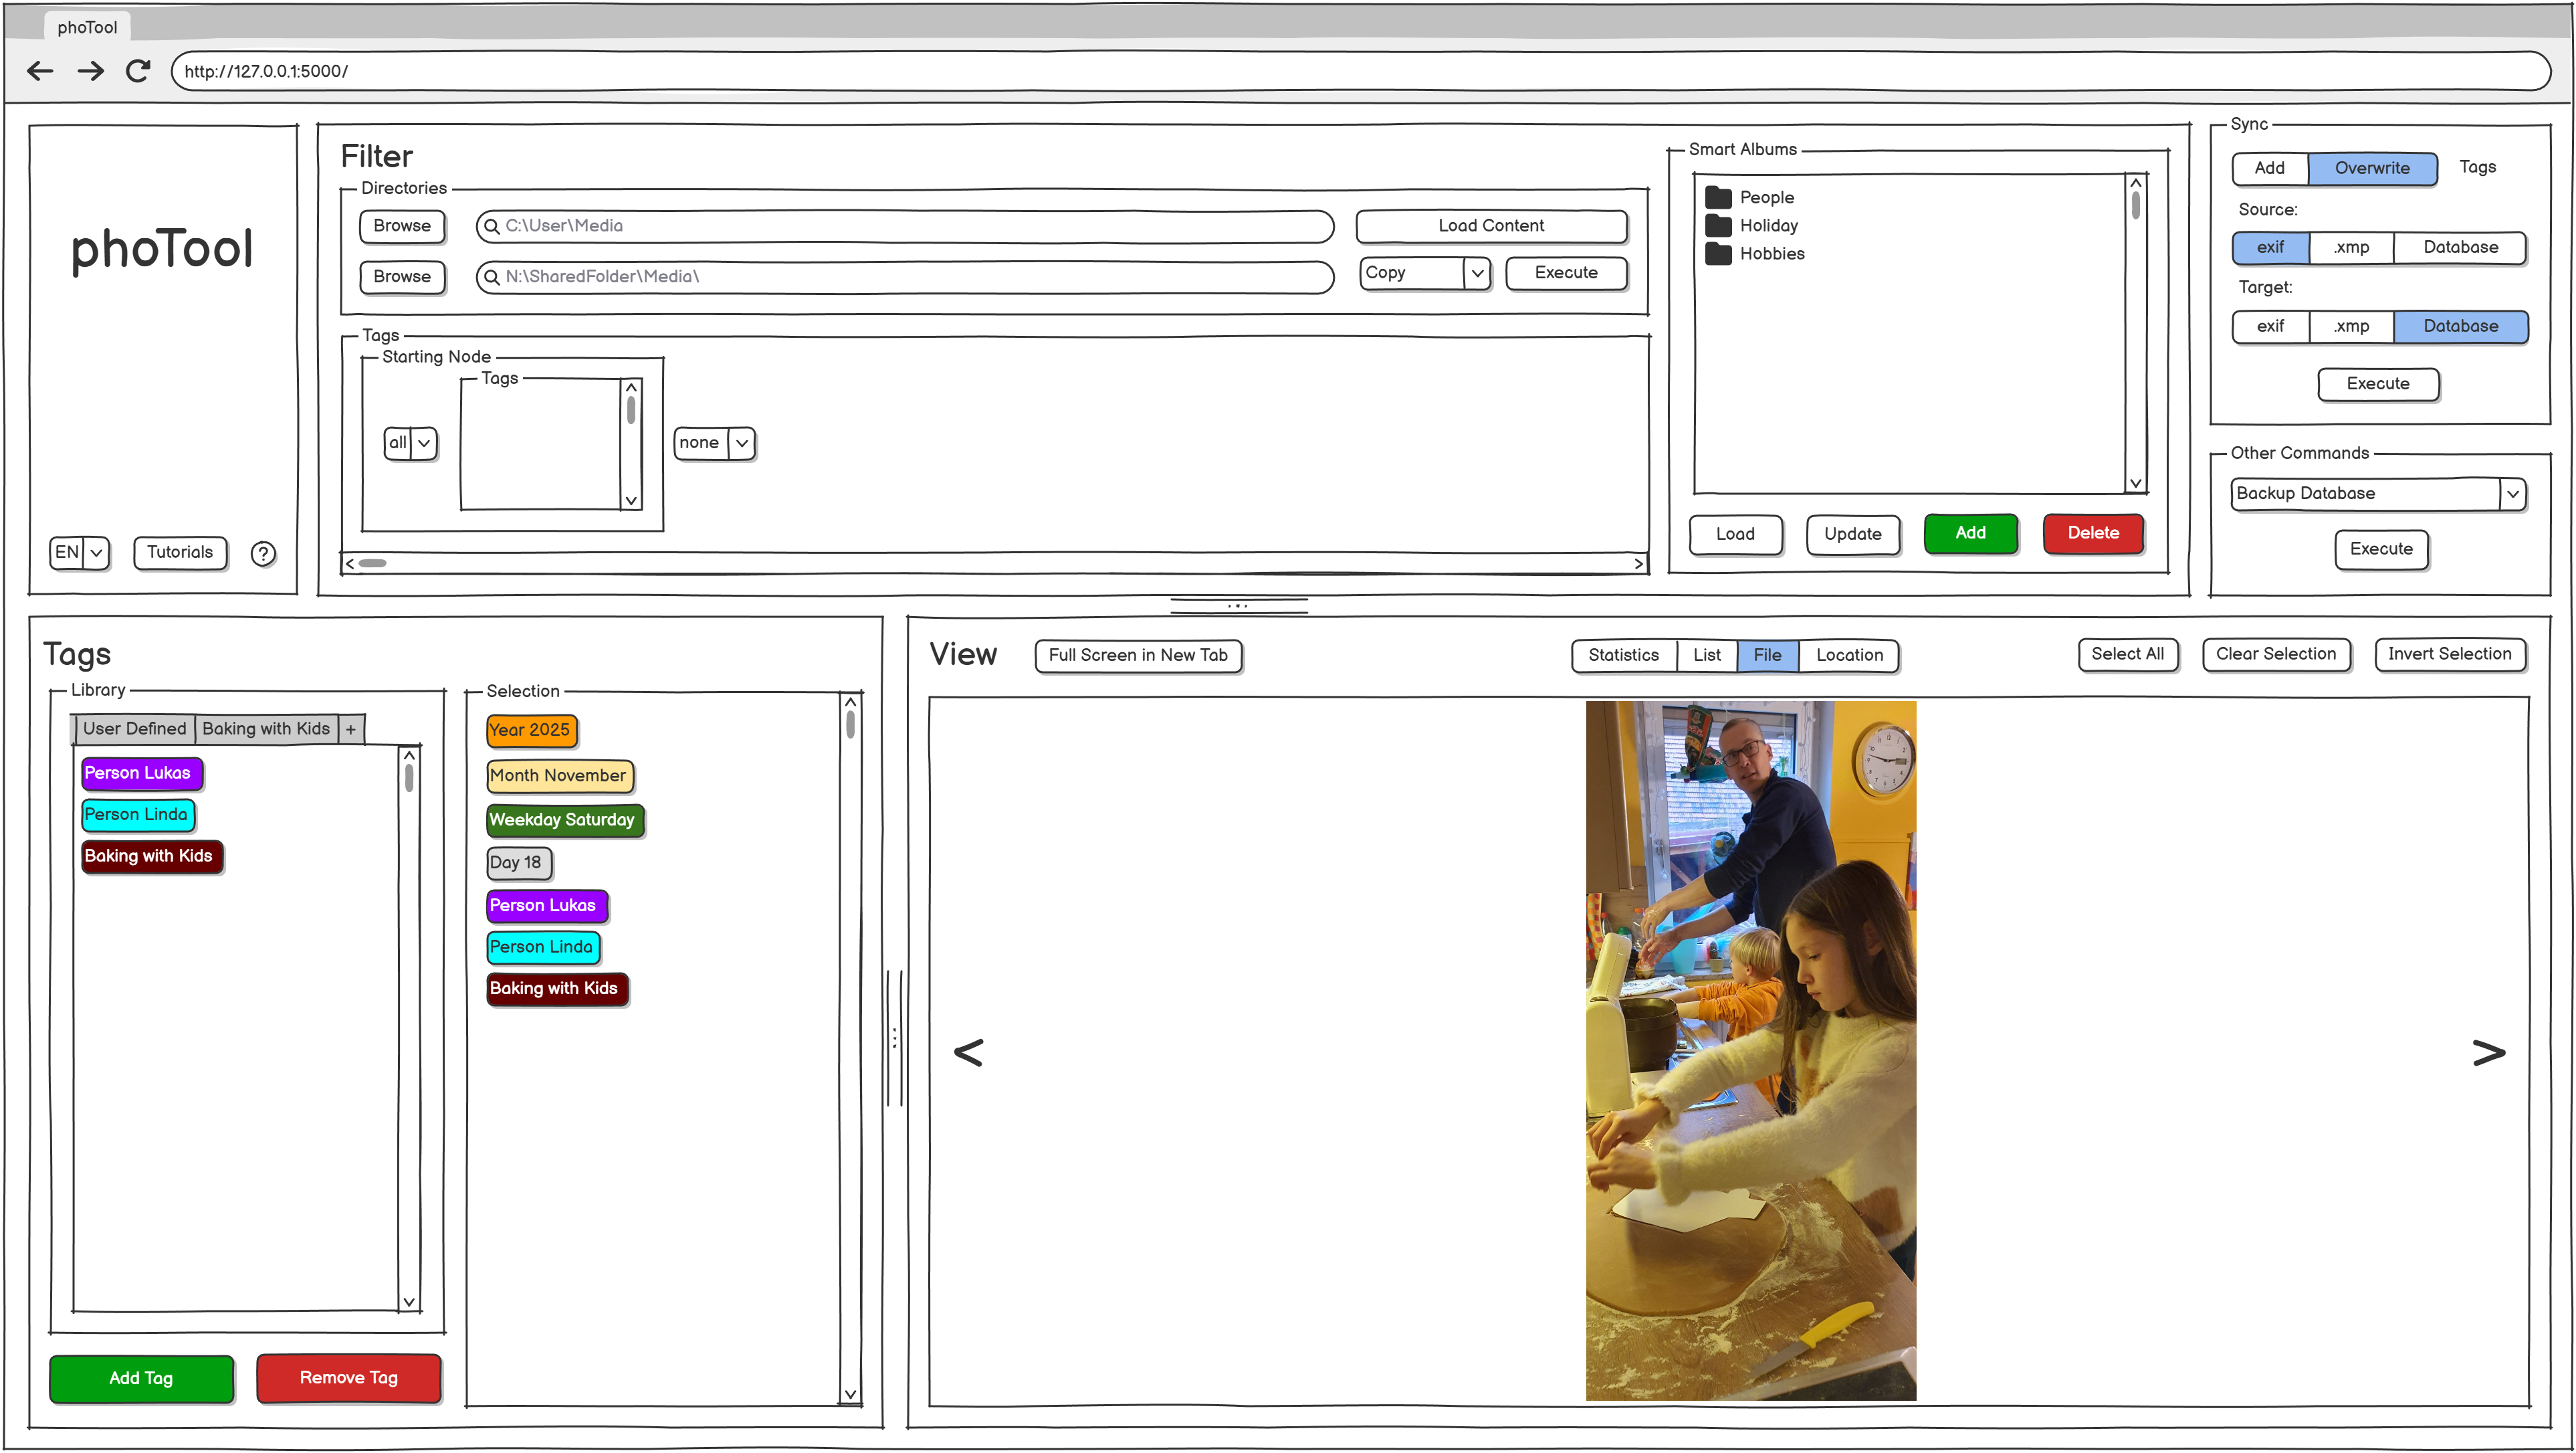 phoTool
http://127.0.0.1:5000/
phoTool
EN
Tutorials
?
Filter
Directories
Browse
C:\User\Media
Load Content
Browse
N:\SharedFolder\Media\
Copy
Execute
Tags
Starting Node
Tags
all
none
Smart Albums
People
Holiday
Hobbies
Load
Update
Add
Delete
Sync
Add
Overwrite
Tags
Source:
exif
.xmp
Database
Target:
exif
.xmp
Database
Execute
Other Commands
Backup Database
Execute
Tags
Library
User Defined
Baking with Kids
+
Person Lukas
Person Linda
Baking with Kids
Add Tag
Remove Tag
Selection
Year 2025
Month November
Weekday Saturday
Day 18
Person Lukas
Person Linda
Baking with Kids
View
Full Screen in New Tab
Statistics
List
File
Location
Select All
Clear Selection
Invert Selection
<
>